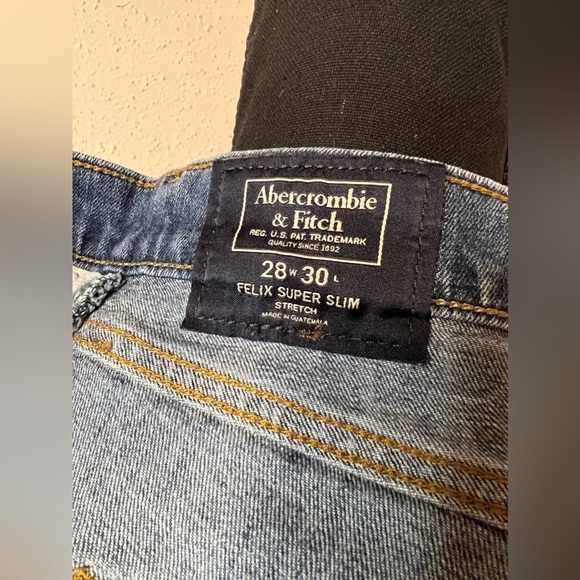 Abercrombie
& Fitch
REG. U.S. PAT. TRADEMARK
QUALITY SINCE 1892
28 W 30 L
FELIX SUPER SLIM
STRETCH
MADE IN GUATEMALA